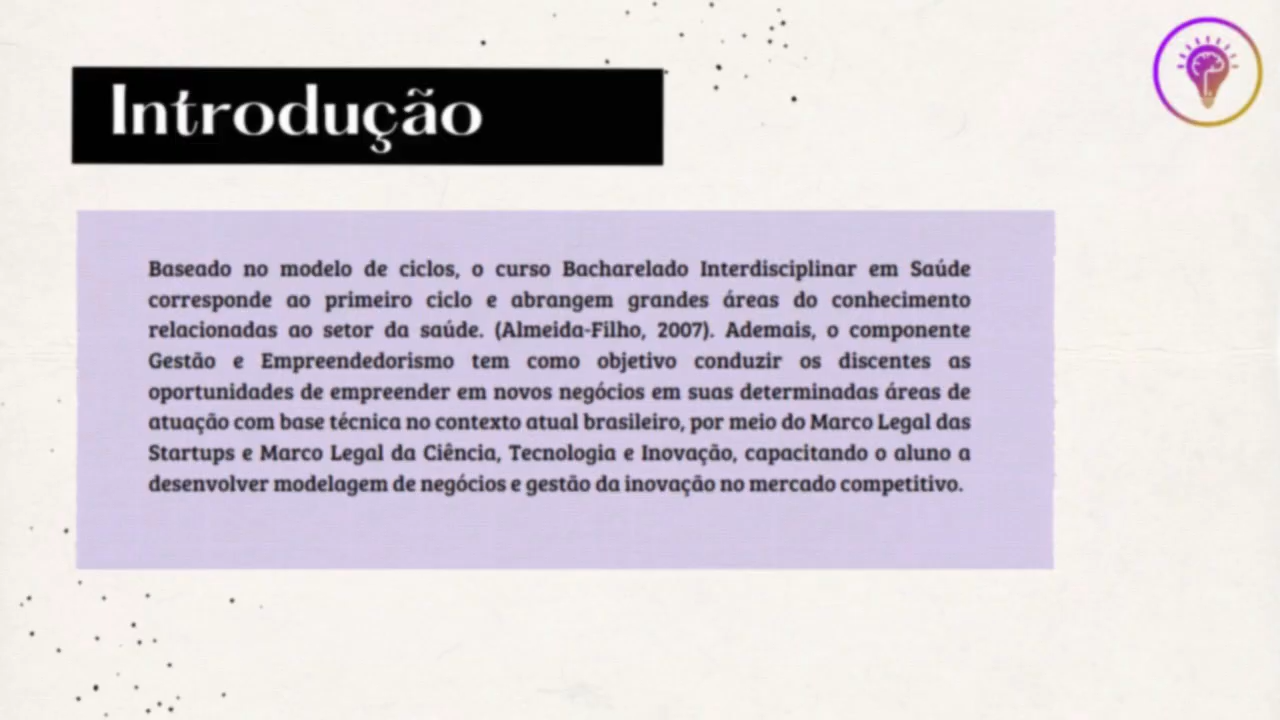 Introdução
Baseado no modelo de ciclos, o curso Bacharelado Interdisciplinar em Saúde
corresponde ao primeiro ciclo e abrangem grandes áreas do conhecimento
relacionadas ao setor da saúde. (Almeida-Filho, 2007). Ademais, o componente
Gestão e Empreendedorismo tem como objetivo conduzir os discentes as
oportunidades de empreender em novos negócios em suas determinadas áreas de
atuação com base técnica no contexto atual brasileiro, por meio do Marco Legal das
Startups e Marco Legal da Ciência, Tecnologia e Inovação, capacitando o aluno a
desenvolver modelagem de negócios e gestão da inovação no mercado competitivo.